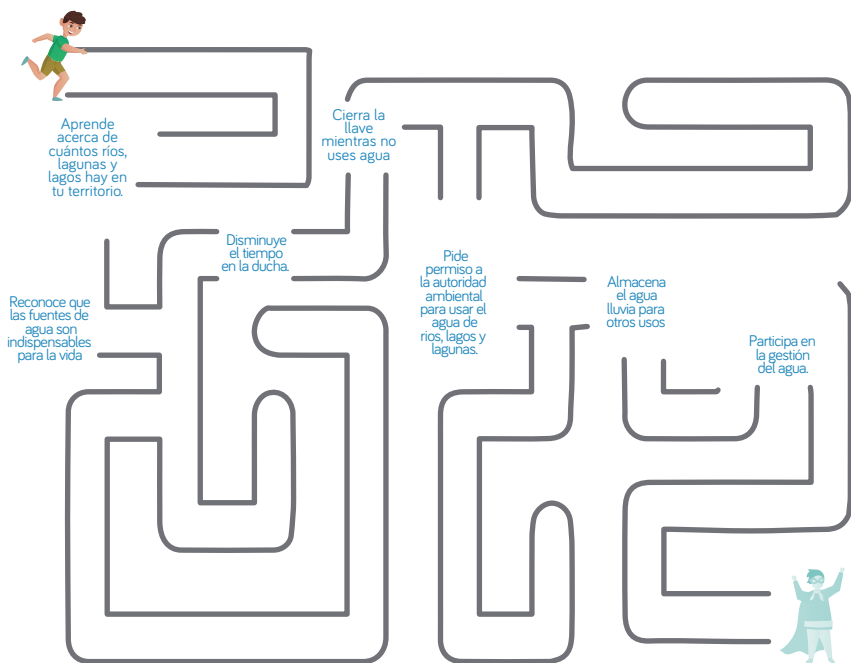 Aprende
acerca de
cuántos ríos,
lagunas y
lagos hay en
tu territorio.
Cierra la
llave
mientras no
uses agua
Disminuye
el tiempo
en la ducha.
Reconoce que
las fuentes de
agua son
indispensables
para la vida
Pide
permiso a
la autoridad
ambiental
para usar el
agua de
rios, lagos y
lagunas.
Almacena
el agua
lluvia para
otros usos
Participa en
la gestión
del agua.